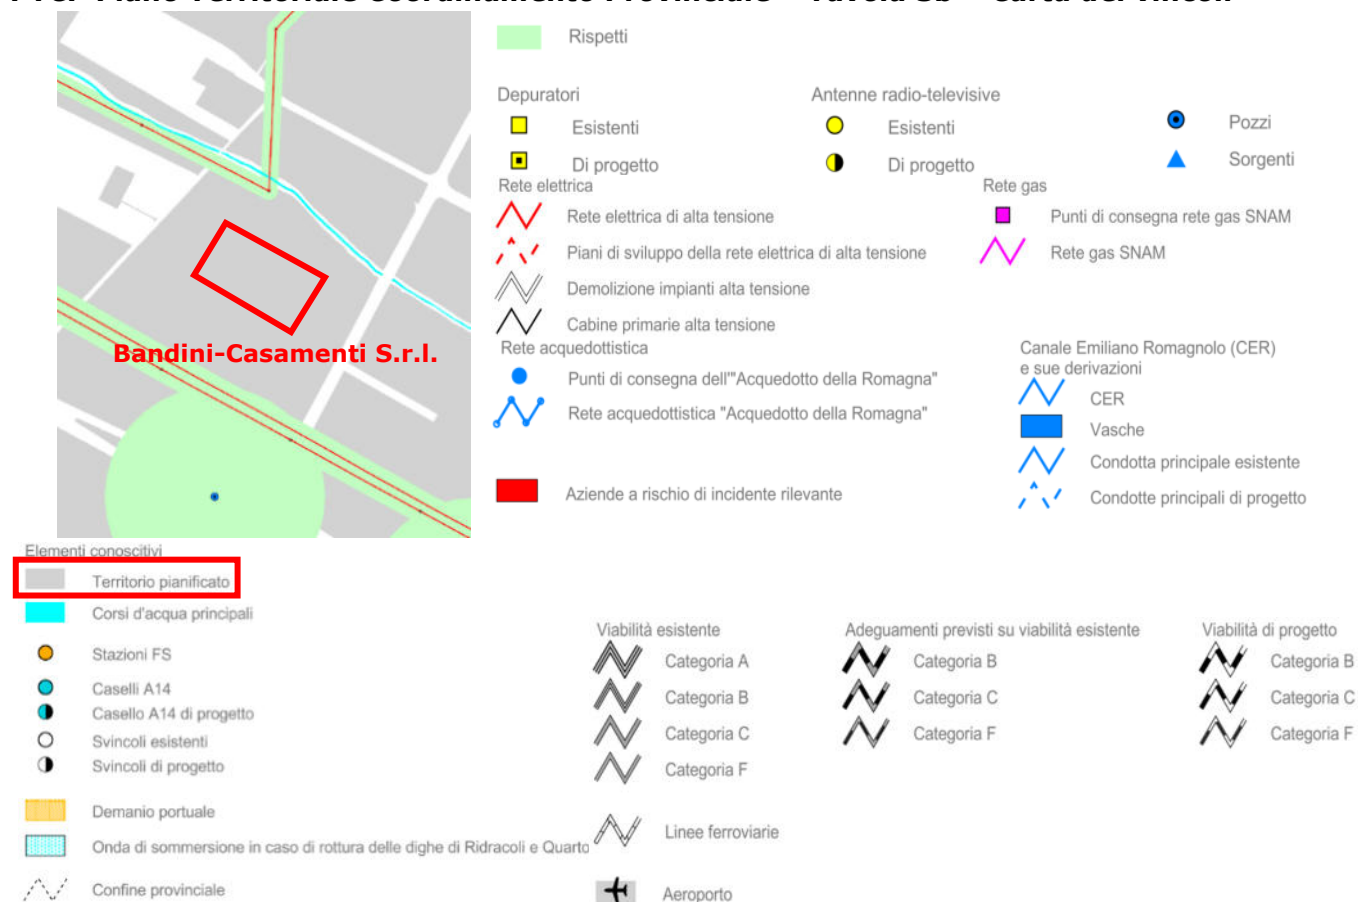 Rispetti
Depuratori
Antenne radio-televisive
Esistenti
Esistenti
Pozzi
Di progetto
Di progetto
Sorgenti
Rete elettrica
Rete gas
Rete elettrica di alta tensione
Punti di consegna rete gas SNAM
Piani di sviluppo della rete elettrica di alta tensione
Rete gas SNAM
Demolizione impianti alta tensione
Cabine primarie alta tensione
Bandini-Casamenti S.r.l.
Rete acquedottistica
Canale Emiliano Romagnolo (CER)
e sue derivazioni
Punti di consegna dell'"Acquedotto della Romagna"
CER
Rete acquedottistica "Acquedotto della Romagna"
Vasche
Condotta principale esistente
Aziende a rischio di incidente rilevante
Condotte principali di progetto
Elementi conoscitivi
Territorio pianificato
Corsi d'acqua principali
Stazioni FS
Caselli A14
Casello A14 di progetto
Svincoli esistenti
Svincoli di progetto
Demanio portuale
Onda di sommersione in caso di rottura delle dighe di Ridracoli e Quarto
Confine provinciale
Viabilità esistente
Categoria A
Categoria B
Categoria C
Categoria F
Linee ferroviarie
Aeroporto
Adeguamenti previsti su viabilità esistente
Categoria B
Categoria C
Categoria F
Viabilità di progetto
Categoria B
Categoria C
Categoria F